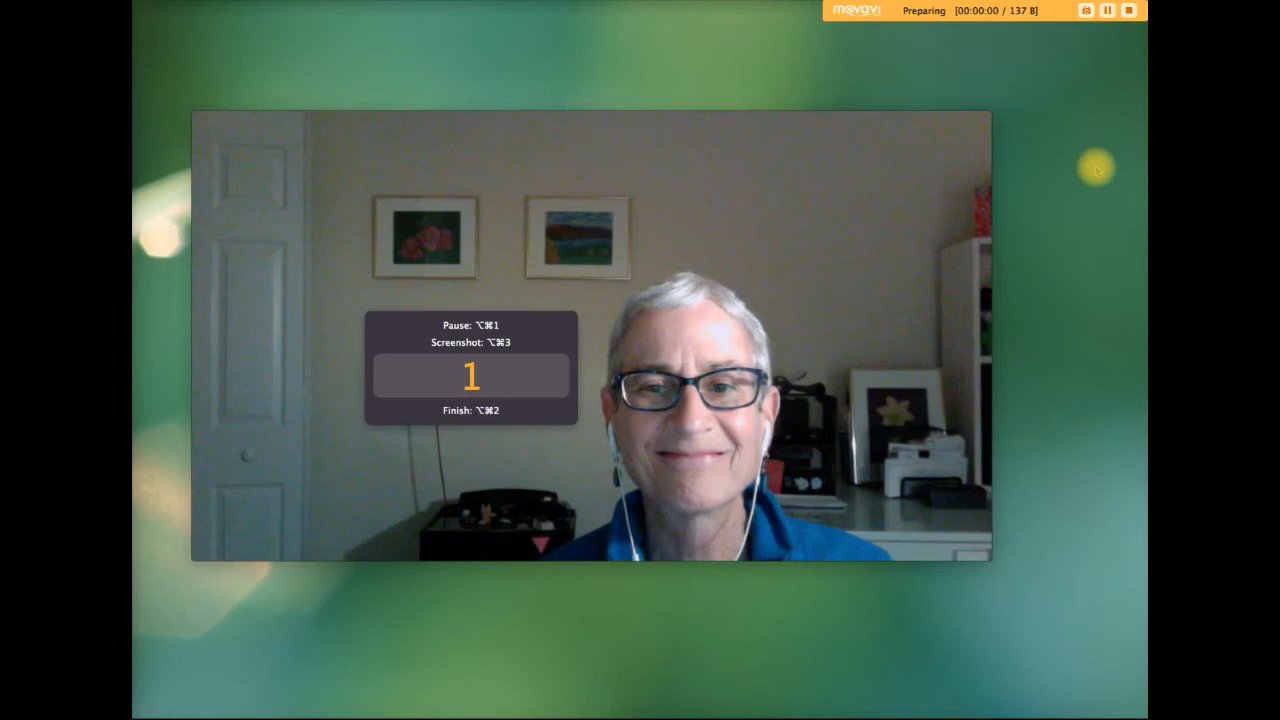 movavi Preparing [00:00:00 / 137 B]
Pause: ⌥⌘1
Screenshot: ⌥⌘3
1
Finish: ⌥⌘2